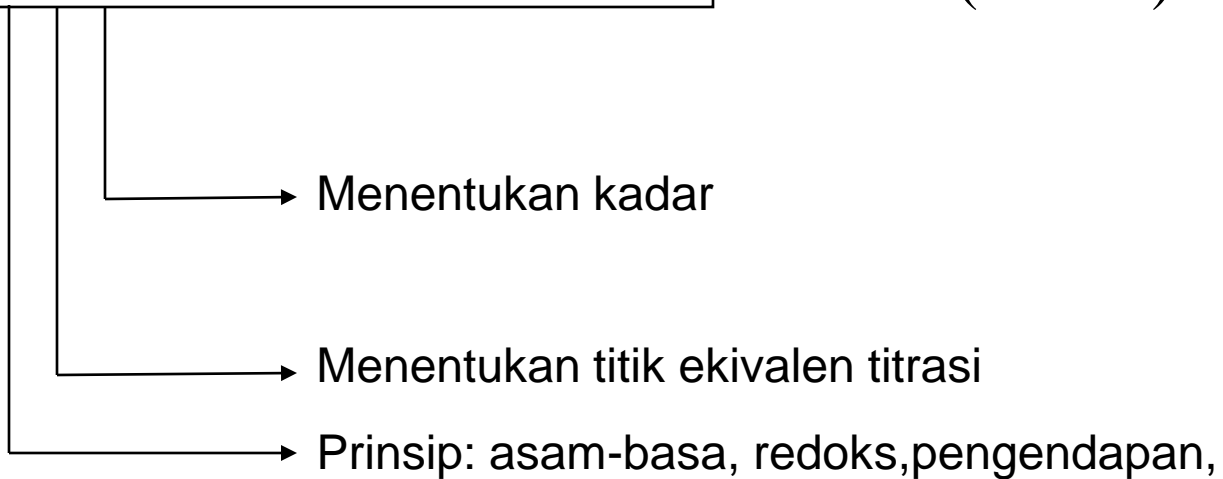 Menentukan kadar
Menentukan titik ekivalen titrasi
Prinsip: asam-basa, redoks,pengendapan,